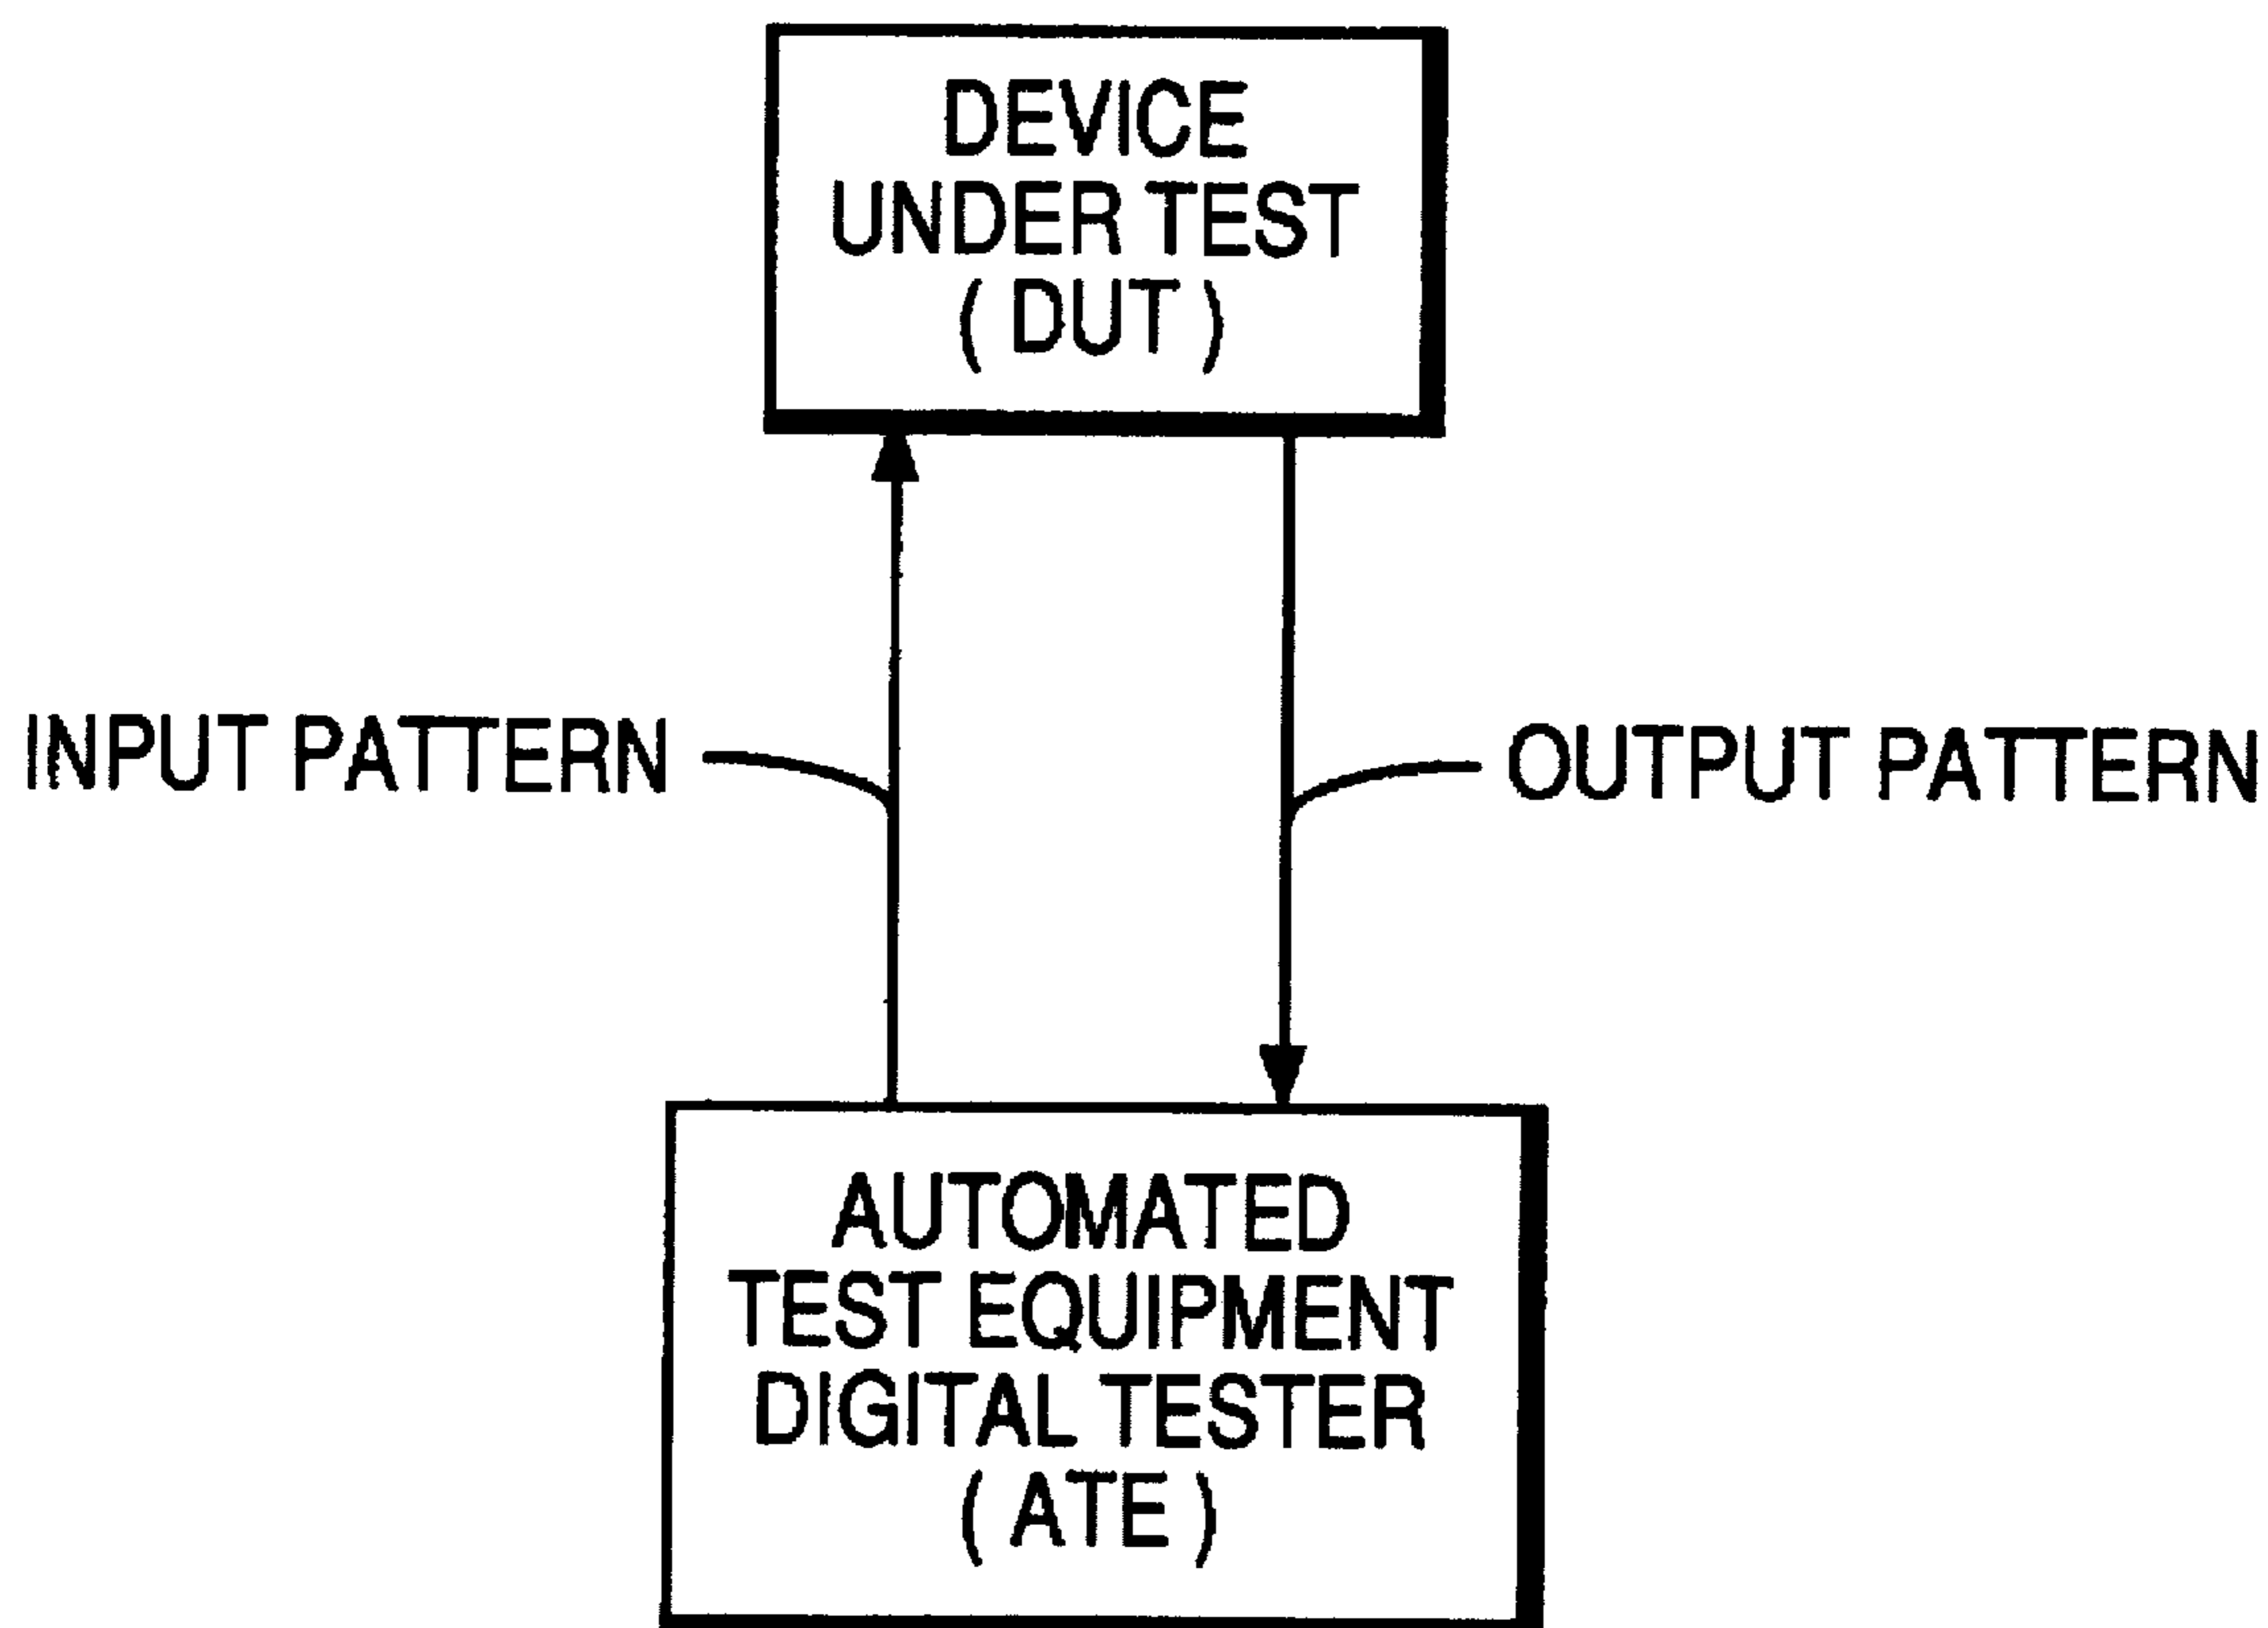 DEVICE
UNDER TEST
( DUT )
INPUT PATTERN
OUTPUT PATTERN
AUTOMATED
TEST EQUIPMENT
DIGITAL TESTER
( ATE )